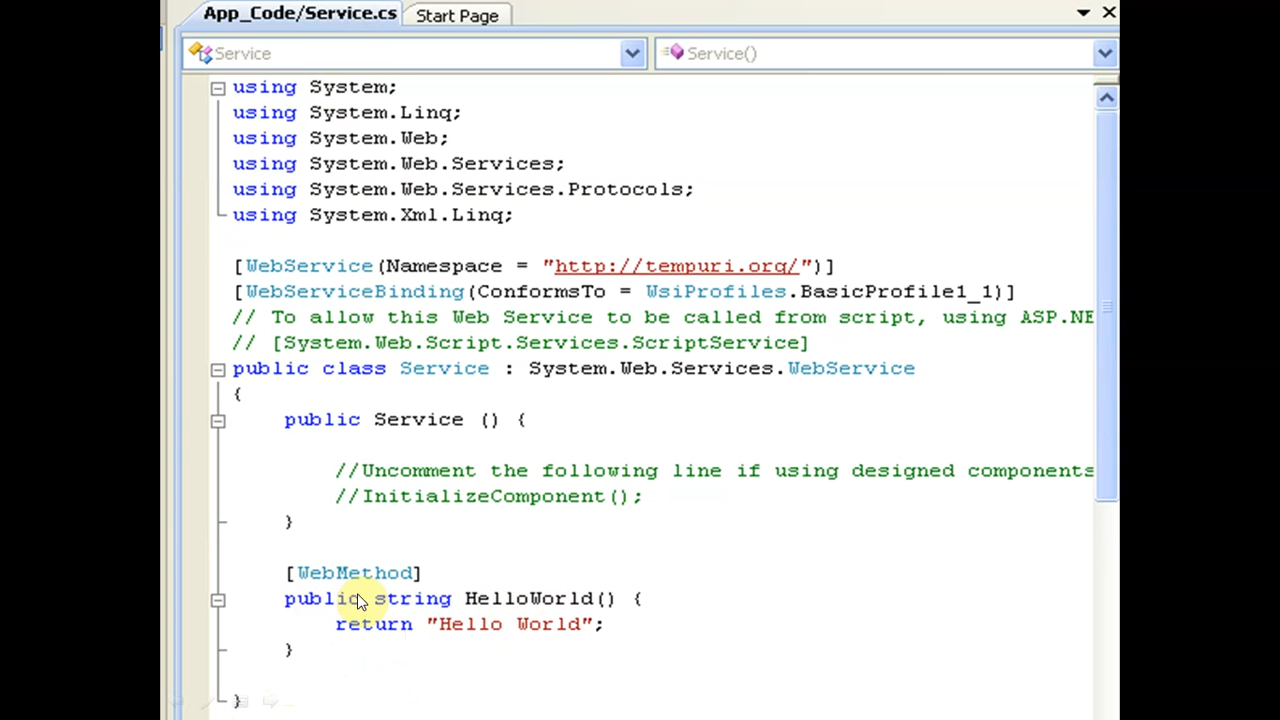 App_Code/Service.cs Start Page
Service Service()
using System;
using System.Linq;
using System.Web;
using System.Web.Services;
using System.Web.Services.Protocols;
using System.Xml.Linq;
[WebService(Namespace = "http://tempuri.org/")]
[WebServiceBinding(ConformsTo = WsiProfiles.BasicProfile1_1)]
// To allow this Web Service to be called from script, using ASP.NE
// [System.Web.Script.Services.ScriptService]
public class Service : System.Web.Services.WebService
{
public Service () {
//Uncomment the following line if using designed components
//InitializeComponent();
}
[WebMethod]
public string HelloWorld() {
return "Hello World";
}
}